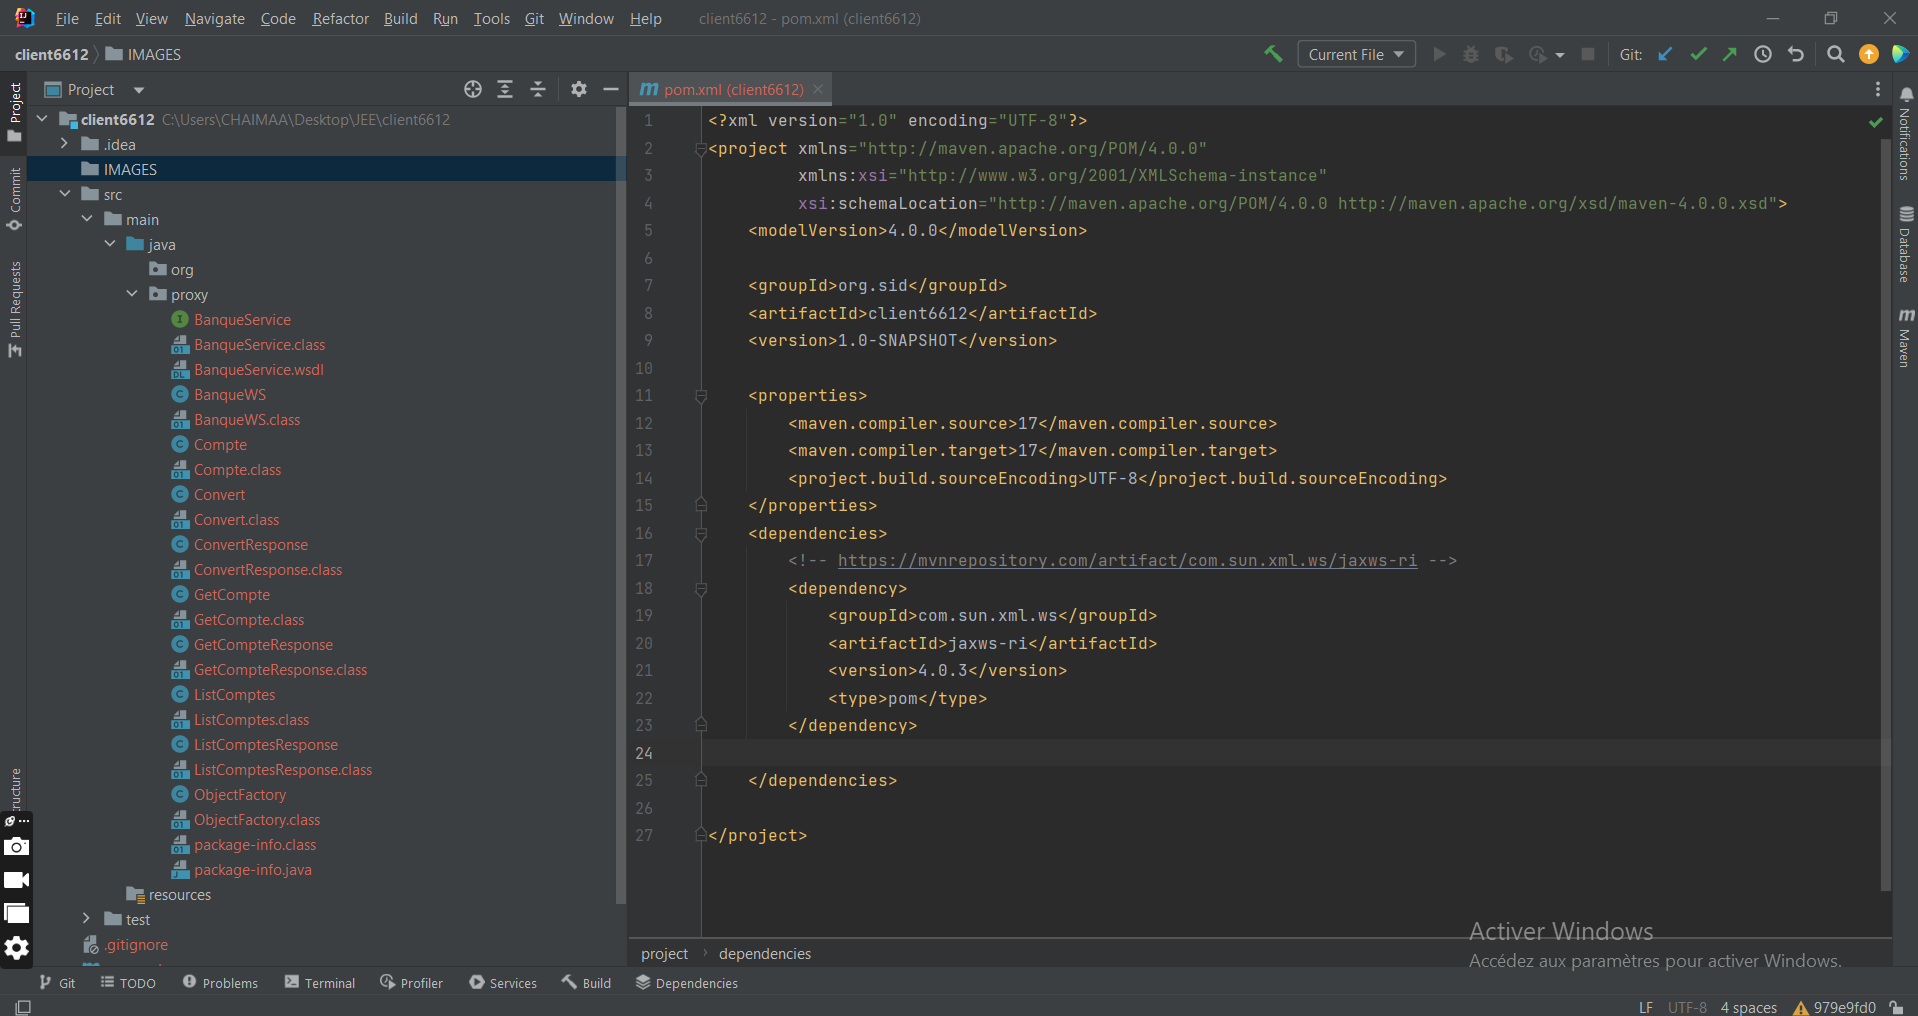 File Edit View Navigate Code Refactor Build Run Tools Git Window Help client6612 - pom.xml (client6612)
client6612 IMAGES Current File Git:
Project
pom.xml (client6612)
client6612 C:\Users\CHAIMAA\Desktop\JEE\client6612
.idea
IMAGES
src
main
java
org
proxy
BanqueService
BanqueService.class
BanqueService.wsdl
BanqueWS
BanqueWS.class
Compte
Compte.class
Convert
Convert.class
ConvertResponse
ConvertResponse.class
GetCompte
GetCompte.class
GetCompteResponse
GetCompteResponse.class
ListComptes
ListComptes.class
ListComptesResponse
ListComptesResponse.class
ObjectFactory
ObjectFactory.class
package-info.class
package-info.java
resources
test
.gitignore
Project
Commit
Pull Requests
1 <?xml version="1.0" encoding="UTF-8"?>
2 <project xmlns="http://maven.apache.org/POM/4.0.0"
3 xmlns:xsi="http://www.w3.org/2001/XMLSchema-instance"
4 xsi:schemaLocation="http://maven.apache.org/POM/4.0.0 http://maven.apache.org/xsd/maven-4.0.0.xsd">
5 <modelVersion>4.0.0</modelVersion>
6
7 <groupId>org.sid</groupId>
8 <artifactId>client6612</artifactId>
9 <version>1.0-SNAPSHOT</version>
10
11 <properties>
12 <maven.compiler.source>17</maven.compiler.source>
13 <maven.compiler.target>17</maven.compiler.target>
14 <project.build.sourceEncoding>UTF-8</project.build.sourceEncoding>
15 </properties>
16 <dependencies>
17 <!-- https://mvnrepository.com/artifact/com.sun.xml.ws/jaxws-ri -->
18 <dependency>
19 <groupId>com.sun.xml.ws</groupId>
20 <artifactId>jaxws-ri</artifactId>
21 <version>4.0.3</version>
22 <type>pom</type>
23 </dependency>
24
25 </dependencies>
26
27 </project>
Notifications
Database
Maven
Activer Windows
Accédez aux paramètres pour activer Windows.
project dependencies
Git TODO Problems Terminal Profiler Services Build Dependencies
LF UTF-8 4 spaces 979e9fd0